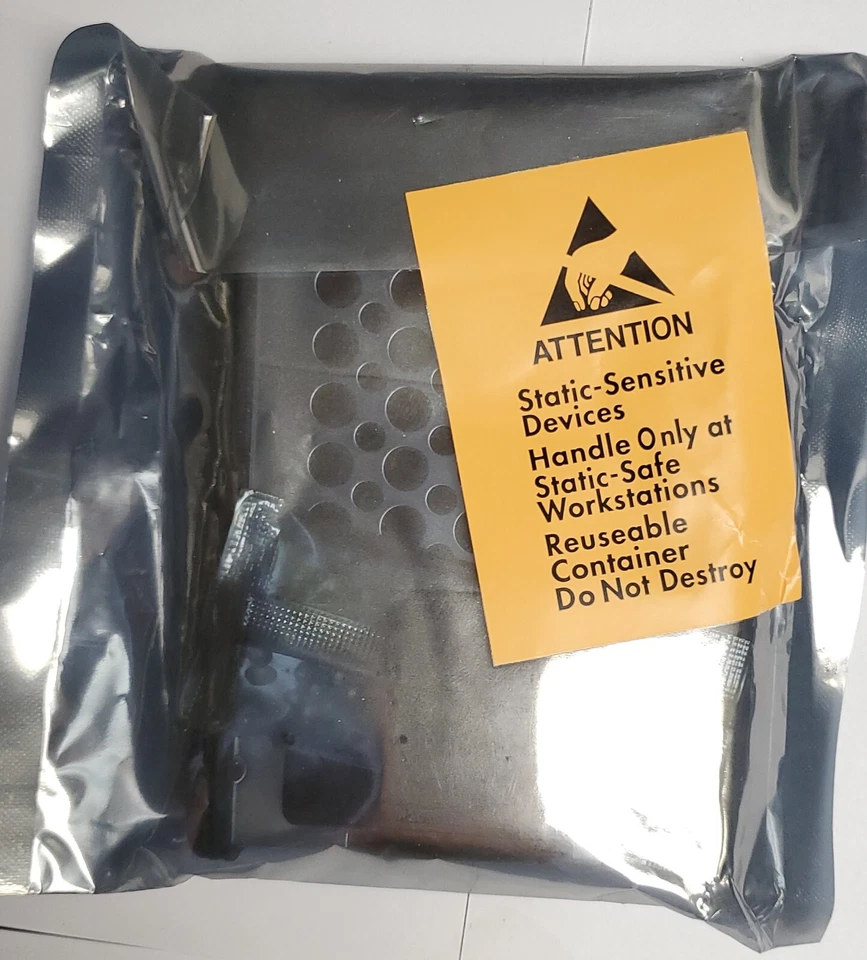 ATTENTION
Static-Sensitive
Devices
Handle Only at
Static-Safe
Workstations
Reuseable
Container
Do Not Destroy